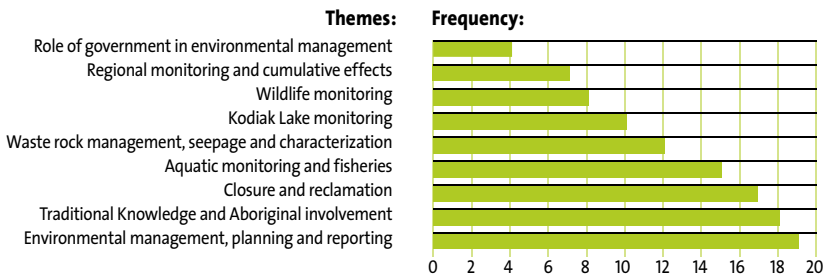 Themes: Frequency:
Role of government in environmental management
Regional monitoring and cumulative effects
Wildlife monitoring
Kodiak Lake monitoring
Waste rock management, seepage and characterization
Aquatic monitoring and fisheries
Closure and reclamation
Traditional Knowledge and Aboriginal involvement
Environmental management, planning and reporting
0 2 4 6 8 10 12 14 16 18 20